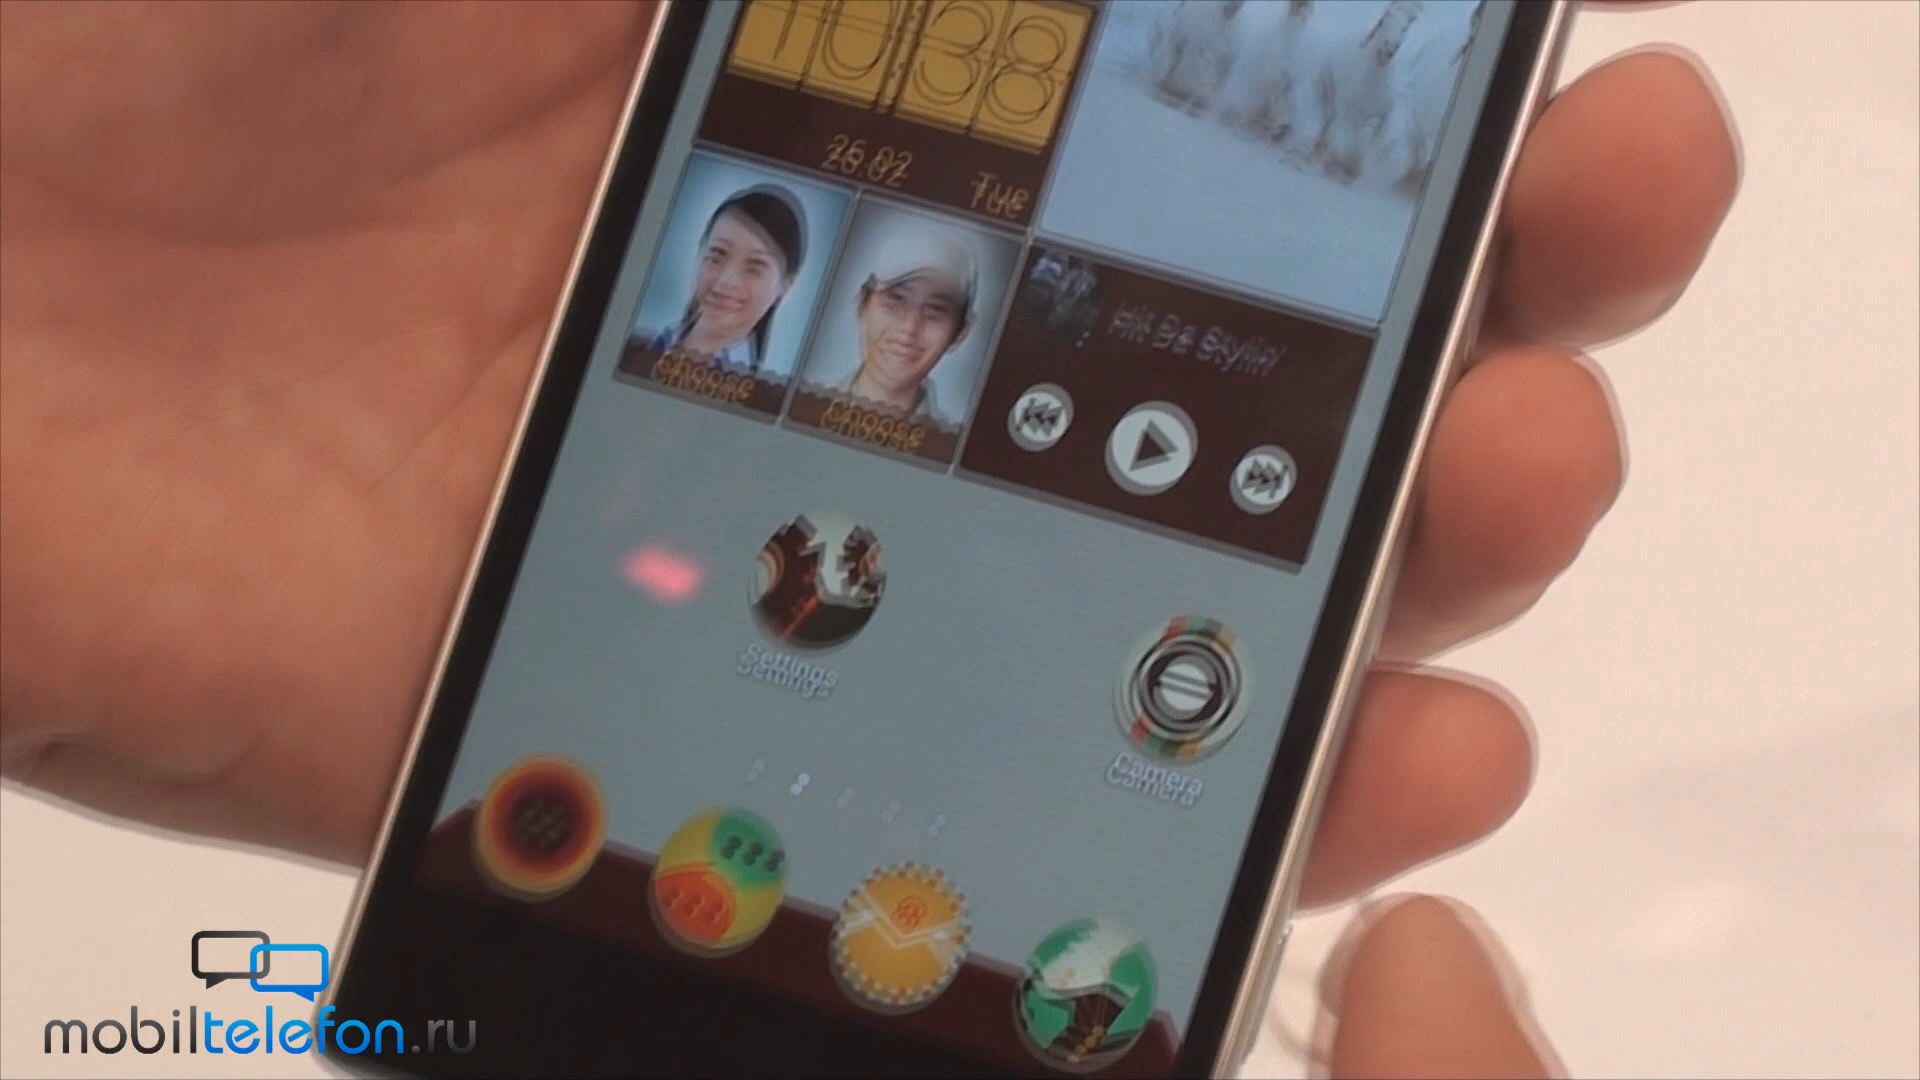 10:38
26.02
Tue
choose
choose
Hit Da Stylin'
Settings
Camera
mobiltelefon.ru